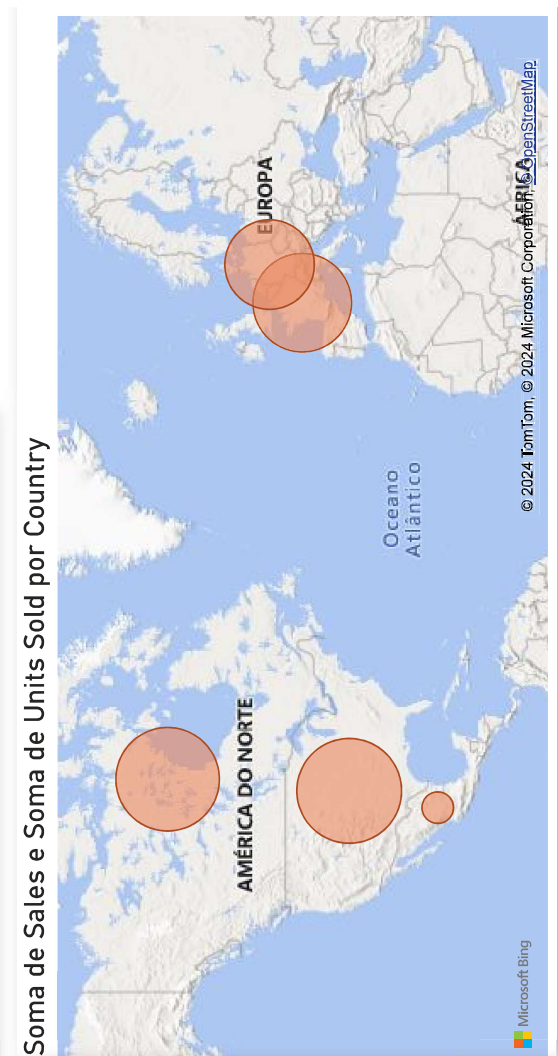 Soma de Sales e Soma de Units Sold por Country
EUROPA
AMÉRICA DO NORTE
Oceano
Atlântico
ÁFRICA
Microsoft Bing
© 2024 TomTom, © 2024 Microsoft Corporation, © OpenStreetMap